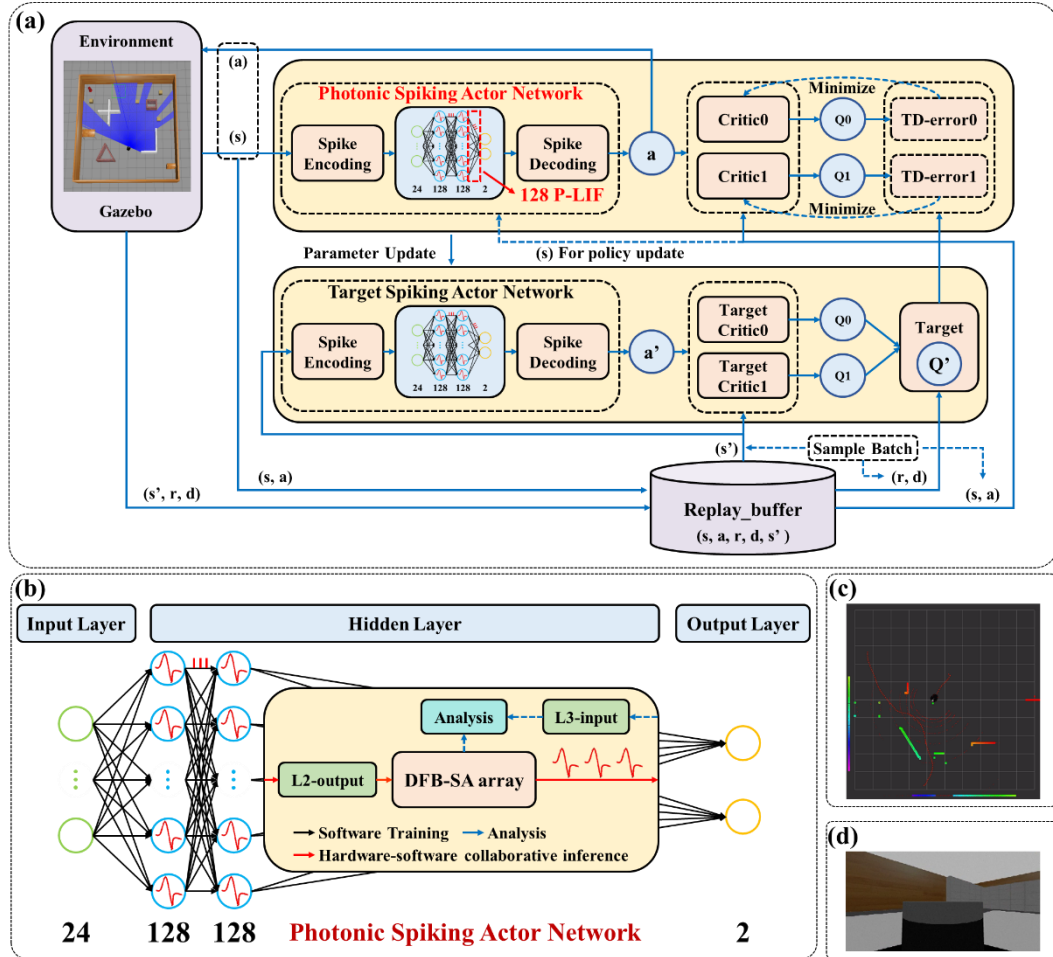 (a)
Environment
Gazebo
(a)
(s)
Photonic Spiking Actor Network
Spike
Encoding
24 128 128 2
128 P-LIF
Spike
Decoding
a
Critic0
Critic1
Minimize
Q0
Q1
TD-error0
TD-error1
Minimize
Parameter Update
(s) For policy update
Target Spiking Actor Network
Spike
Encoding
24 128 128 2
Spike
Decoding
a’
Target
Critic0
Target
Critic1
Q0
Q1
Target
Q’
(s’)
Sample Batch
(r, d)
(s, a)
(s, a)
(s’, r, d)
Replay_buffer
(s, a, r, d, s’ )
(b)
Input Layer
Hidden Layer
Output Layer
Analysis
L3-input
L2-output
DFB-SA array
Software Training
Analysis
Hardware-software collaborative inference
24
128
128
Photonic Spiking Actor Network
2
(c)
(d)